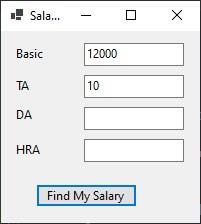 Sala...
Basic 12000
TA 10
DA
HRA
Find My Salary